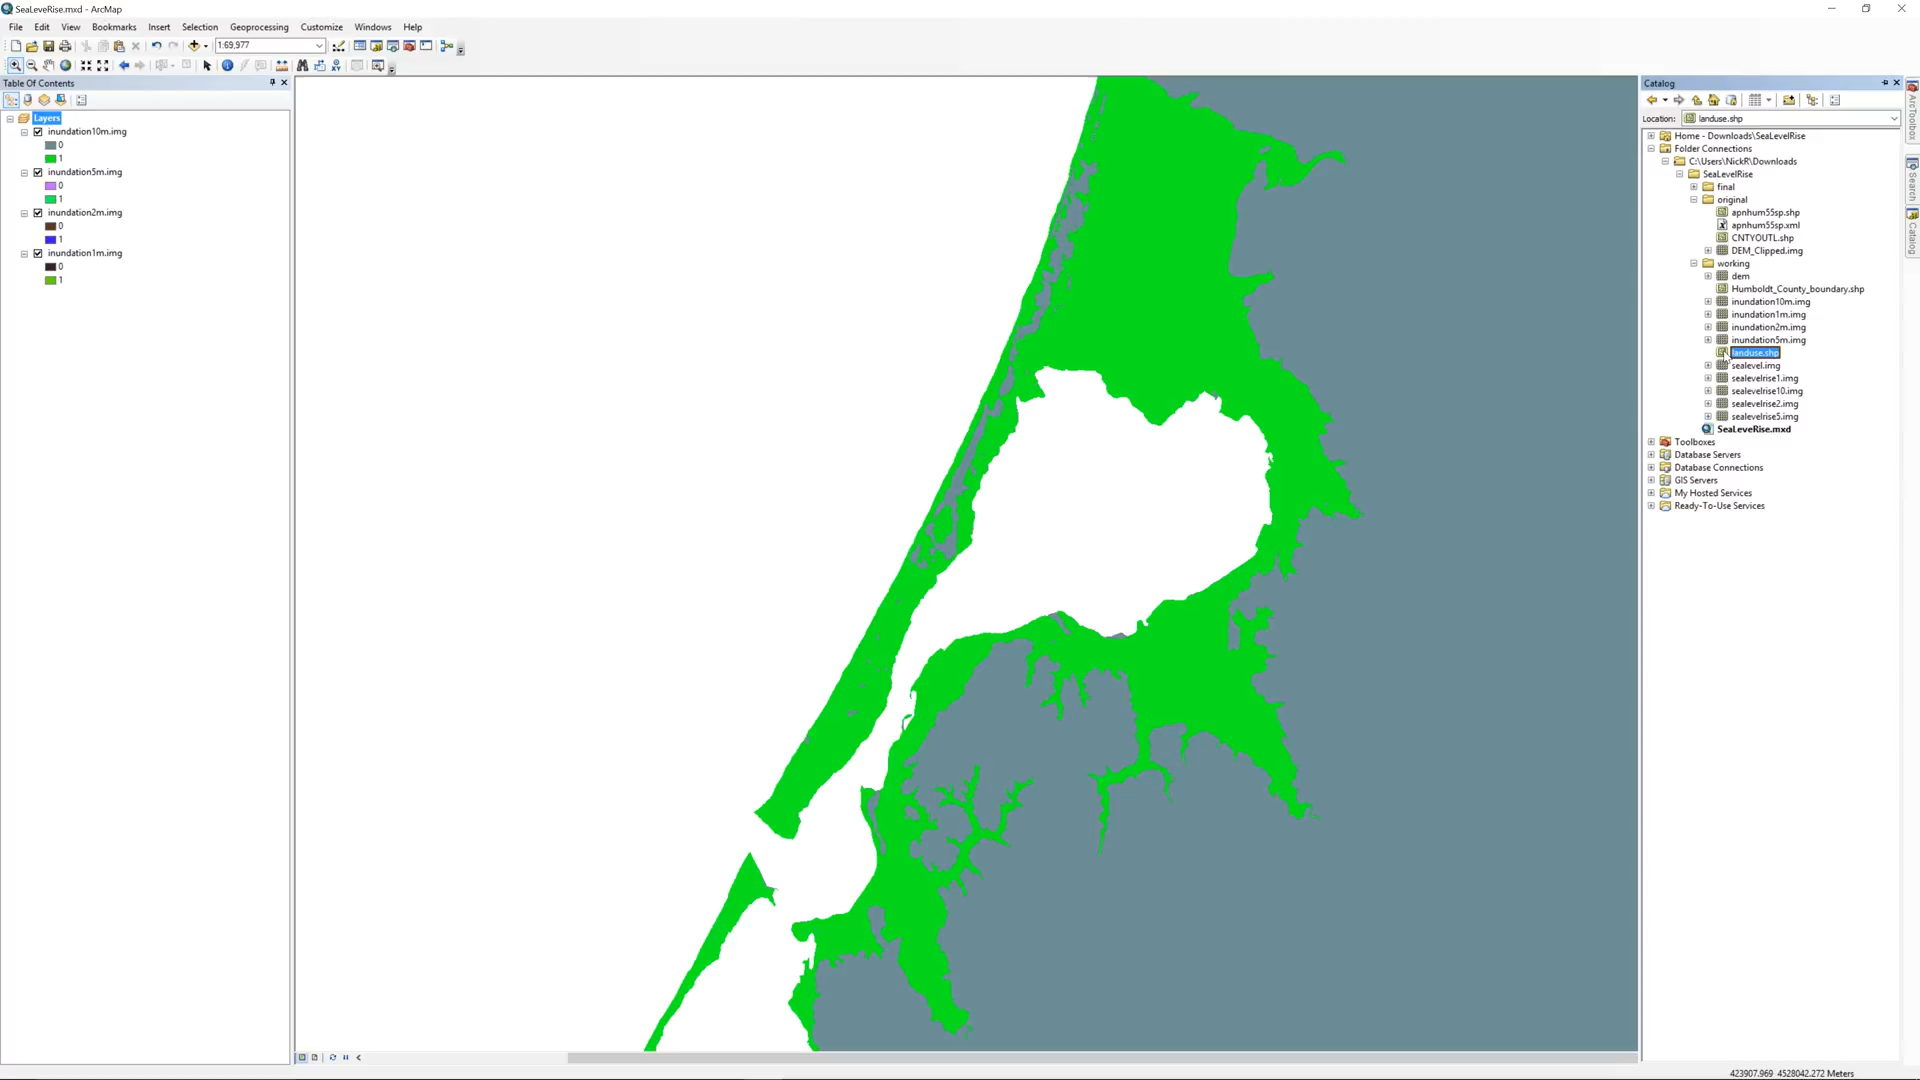 SeaLeveRise.mxd - ArcMap
File Edit View Bookmarks Insert Selection Geoprocessing Customize Windows Help
1:69,977
Table Of Contents
Layers
inundation10m.img
0
1
inundation5m.img
0
1
inundation2m.img
0
1
inundation1m.img
0
1
Catalog
Location: landuse.shp
Home - Downloads\SeaLevelRise
Folder Connections
C:\Users\NickR\Downloads
SeaLevelRise
final
original
apnhum55sp.shp
apnhum55sp.xml
CNTYOUTL.shp
DEM_Clipped.img
working
dem
Humboldt_County_boundary.shp
inundation10m.img
inundation1m.img
inundation2m.img
inundation5m.img
landuse.shp
sealevel.img
sealevelrise1.img
sealevelrise10.img
sealevelrise2.img
sealevelrise5.img
SeaLeveRise.mxd
Toolboxes
Database Servers
Database Connections
GIS Servers
My Hosted Services
Ready-To-Use Services
ArcToolbox
Search
Catalog
423907.969 4528042.272 Meters